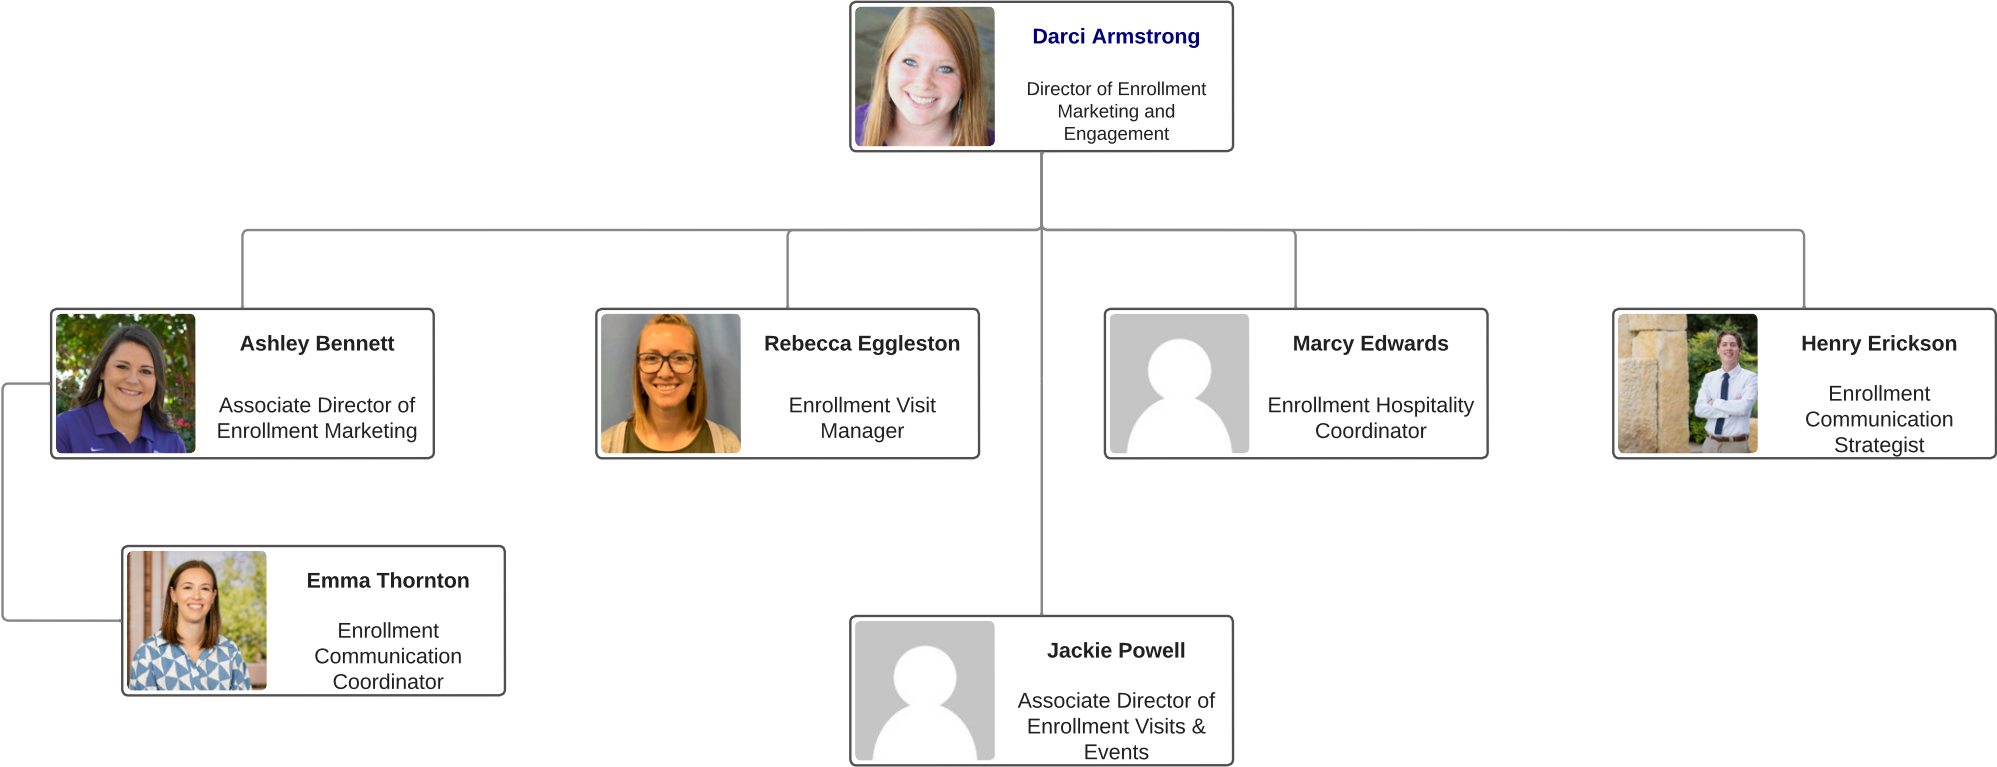 Darci Armstrong
Director of Enrollment
Marketing and
Engagement
Ashley Bennett
Associate Director of
Enrollment Marketing
Rebecca Eggleston
Enrollment Visit
Manager
Marcy Edwards
Enrollment Hospitality
Coordinator
Henry Erickson
Enrollment
Communication
Strategist
Emma Thornton
Enrollment
Communication
Coordinator
Jackie Powell
Associate Director of
Enrollment Visits &
Events